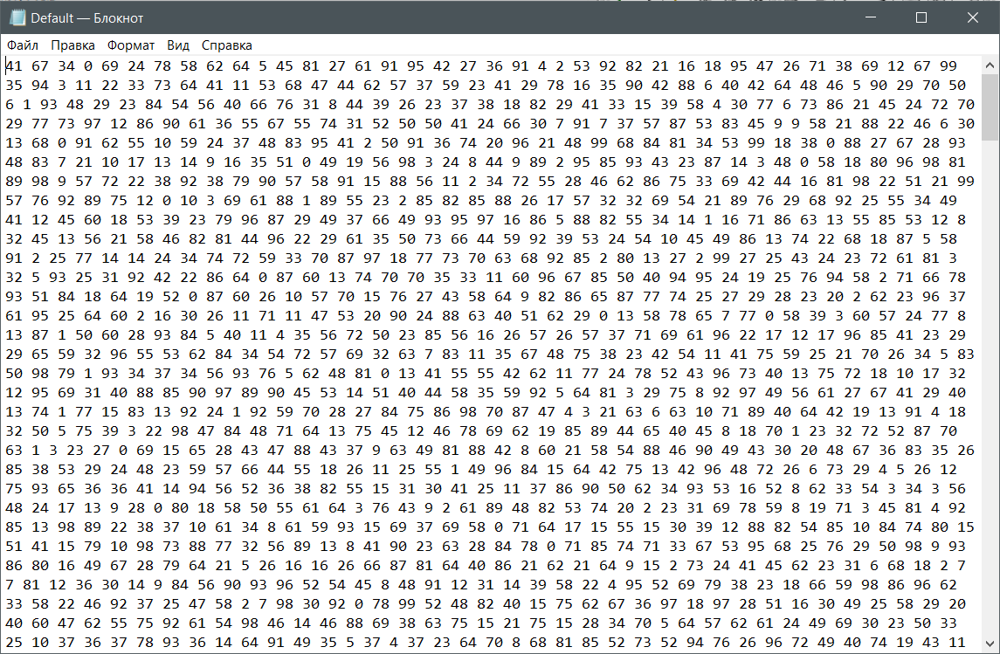 Default — Блокнот
Файл Правка Формат Вид Справка
41 67 34 0 69 24 78 58 62 64 5 45 81 27 61 91 95 42 27 36 91 4 2 53 92 82 21 16 18 95 47 26 71 38 69 12 67 99
35 94 3 11 22 33 73 64 41 11 53 68 47 44 62 57 37 59 23 41 29 78 16 35 90 42 88 6 40 42 64 48 46 5 90 29 70 50
6 1 93 48 29 23 84 54 56 40 66 76 31 8 44 39 26 23 37 38 18 82 29 41 33 15 39 58 4 30 77 6 73 86 21 45 24 72 70
29 77 73 97 12 86 90 61 36 55 67 55 74 31 52 50 50 41 24 66 30 7 91 7 37 57 87 53 83 45 9 9 58 21 88 22 46 6 30
13 68 0 91 62 55 10 59 24 37 48 83 95 41 2 50 91 36 74 20 96 21 48 99 68 84 81 34 53 99 18 38 0 88 27 67 28 93
48 83 7 21 10 17 13 14 9 16 35 51 0 49 19 56 98 3 24 8 44 9 89 2 95 85 93 43 23 87 14 3 48 0 58 18 80 96 98 81
89 98 9 57 72 22 38 92 38 79 90 57 58 91 15 88 56 11 2 34 72 55 28 46 62 86 75 33 69 42 44 16 81 98 22 51 21 99
57 76 92 89 75 12 0 10 3 69 61 88 1 89 55 23 2 85 82 85 88 26 17 57 32 32 69 54 21 89 76 29 68 92 25 55 34 49
41 12 45 60 18 53 39 23 79 96 87 29 49 37 66 49 93 95 97 16 86 5 88 82 55 34 14 1 16 71 86 63 13 55 85 53 12 8
32 45 13 56 21 58 46 82 81 44 96 22 29 61 35 50 73 66 44 59 92 39 53 24 54 10 45 49 86 13 74 22 68 18 87 5 58
91 2 25 77 14 14 24 34 74 72 59 33 70 87 97 18 77 73 70 63 68 92 85 2 80 13 27 2 99 27 25 43 24 23 72 61 81 3
32 5 93 25 31 92 42 22 86 64 0 87 60 13 74 70 70 35 33 11 60 96 67 85 50 40 94 95 24 19 25 76 94 58 2 71 66 78
93 51 84 18 64 19 52 0 87 60 26 10 57 70 15 76 27 43 58 64 9 82 86 65 87 77 74 25 27 29 28 23 20 2 62 23 96 37
61 95 25 64 60 2 16 30 26 11 71 11 47 53 20 90 24 88 63 40 51 62 29 0 13 58 78 65 7 77 0 58 39 3 60 57 24 77 8
13 87 1 50 60 28 93 84 5 40 11 4 35 56 72 50 23 85 56 16 26 57 26 57 37 71 69 61 96 22 17 12 17 96 85 41 23 29
29 65 59 32 96 55 53 62 84 34 54 72 57 69 32 63 7 83 11 35 67 48 75 38 23 42 54 11 41 75 59 25 21 70 26 34 5 83
50 98 79 1 93 34 37 34 56 93 76 5 62 48 81 0 13 41 55 55 42 62 11 77 24 78 52 43 96 73 40 13 75 72 18 10 17 32
12 95 69 31 40 88 85 90 97 89 90 45 53 14 51 40 44 58 35 59 92 5 64 81 3 29 75 8 92 97 49 56 61 27 67 41 29 40
13 74 1 77 15 83 13 92 24 1 92 59 70 28 27 84 75 86 98 70 87 47 4 3 21 63 6 63 10 71 89 40 64 42 19 13 91 4 18
32 50 5 75 39 3 22 98 47 84 48 71 64 13 75 45 12 46 78 69 62 19 85 89 44 65 40 45 8 18 70 1 23 32 72 52 87 70
63 1 3 23 27 0 69 15 65 28 43 47 88 43 37 9 63 49 81 88 42 8 60 21 58 54 88 46 90 49 43 30 20 48 67 36 83 35 26
85 38 53 29 24 48 23 59 57 66 44 55 18 26 11 25 55 1 49 96 84 15 64 42 75 13 42 96 48 72 26 6 73 29 4 5 26 12
75 93 65 36 36 41 14 94 56 52 36 38 82 55 15 31 30 41 25 11 37 86 90 50 62 34 93 53 16 52 8 62 33 54 3 34 3 56
48 24 17 13 9 28 0 80 18 58 50 55 61 64 3 76 43 9 2 61 89 48 82 53 74 20 2 23 31 69 78 59 8 19 71 3 45 81 4 92
85 13 98 89 22 38 37 10 61 34 8 61 59 93 15 69 37 69 58 0 71 64 17 15 55 15 30 39 12 88 82 54 85 10 84 74 80 15
51 41 15 79 10 98 73 88 77 32 56 89 13 8 41 90 23 63 28 84 78 0 71 85 74 71 33 67 53 95 68 25 76 29 50 98 9 93
86 80 16 49 67 28 79 64 21 5 26 16 16 26 66 87 81 64 40 86 21 62 21 64 9 15 2 73 24 41 45 62 23 31 6 68 18 2 7
7 81 12 36 30 14 9 84 56 90 93 96 52 54 45 8 48 91 12 31 14 39 58 22 4 95 52 69 79 38 23 18 66 59 98 86 96 62
33 58 22 46 92 37 25 47 58 2 7 98 30 92 0 78 99 52 48 82 40 15 75 62 67 36 97 18 97 28 51 16 30 49 25 58 29 20
40 60 47 62 55 75 92 61 54 98 46 14 46 88 69 38 63 75 15 21 75 15 28 34 70 5 64 57 62 61 24 49 69 30 23 50 33
25 10 37 36 37 78 93 36 14 64 91 49 35 5 37 4 37 23 64 70 8 68 81 85 52 73 52 94 76 26 96 72 49 40 74 19 43 11